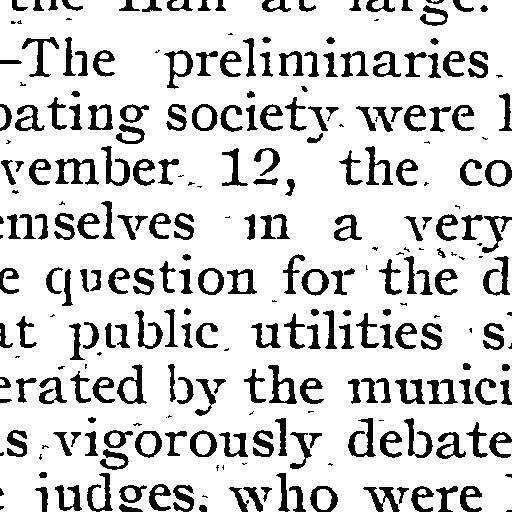 the Hall at large.
—The preliminaries
bating society were h
vember 12, the co
emselves in a very
e question for the d
at public utilities s
erated by the munici
as vigorously debate
e judges, who were